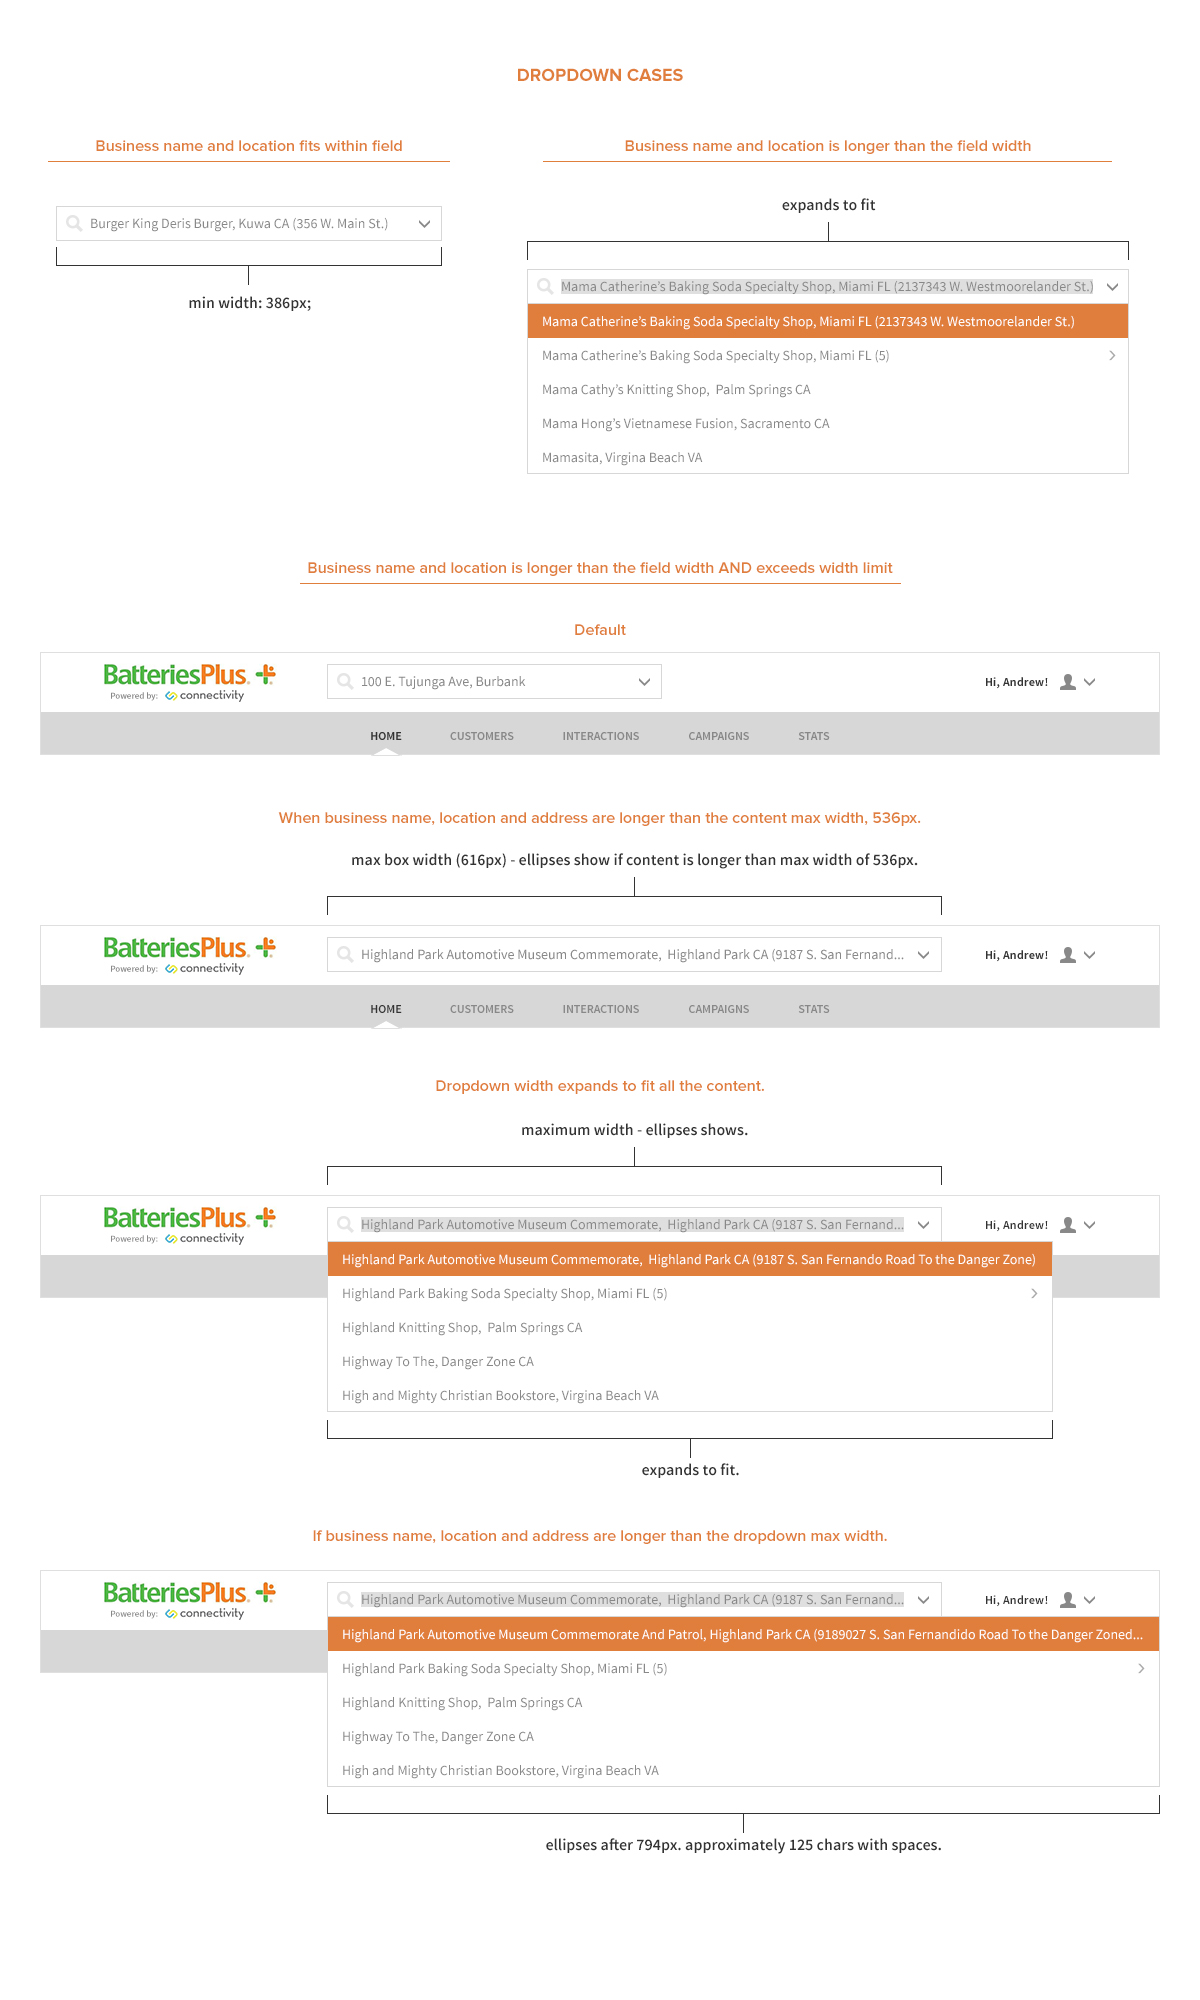 DROPDOWN CASES
Business name and location fits within field
Burger King Deris Burger, Kuwa CA (356 W. Main St.)
min width: 386px;
Business name and location is longer than the field width
expands to fit
Mama Catherine’s Baking Soda Specialty Shop, Miami FL (2137343 W. Westmoorelander St.)
Mama Catherine’s Baking Soda Specialty Shop, Miami FL (2137343 W. Westmoorelander St.)
Mama Catherine’s Baking Soda Specialty Shop, Miami FL (5)
Mama Cathy’s Knitting Shop,  Palm Springs CA
Mama Hong’s Vietnamese Fusion, Sacramento CA
Mamasita, Virgina Beach VA
Business name and location is longer than the field width AND exceeds width limit
Default
BatteriesPlus.
Powered by: connectivity
100 E. Tujunga Ave, Burbank
Hi, Andrew!
HOME CUSTOMERS INTERACTIONS CAMPAIGNS STATS
When business name, location and address are longer than the content max width, 536px.
max box width (616px) - ellipses show if content is longer than max width of 536px.
BatteriesPlus.
Powered by: connectivity
Highland Park Automotive Museum Commemorate,  Highland Park CA (9187 S. San Fernand...
Hi, Andrew!
HOME CUSTOMERS INTERACTIONS CAMPAIGNS STATS
Dropdown width expands to fit all the content.
maximum width - ellipses shows.
BatteriesPlus.
Powered by: connectivity
Highland Park Automotive Museum Commemorate,  Highland Park CA (9187 S. San Fernand...
Hi, Andrew!
Highland Park Automotive Museum Commemorate,  Highland Park CA (9187 S. San Fernando Road To the Danger Zone)
Highland Park Baking Soda Specialty Shop, Miami FL (5)
Highland Knitting Shop,  Palm Springs CA
Highway To The, Danger Zone CA
High and Mighty Christian Bookstore, Virgina Beach VA
expands to fit.
If business name, location and address are longer than the dropdown max width.
BatteriesPlus.
Powered by: connectivity
Highland Park Automotive Museum Commemorate,  Highland Park CA (9187 S. San Fernand...
Hi, Andrew!
Highland Park Automotive Museum Commemorate And Patrol, Highland Park CA (9189027 S. San Fernandido Road To the Danger Zoned...
Highland Park Baking Soda Specialty Shop, Miami FL (5)
Highland Knitting Shop,  Palm Springs CA
Highway To The, Danger Zone CA
High and Mighty Christian Bookstore, Virgina Beach VA
ellipses after 794px. approximately 125 chars with spaces.